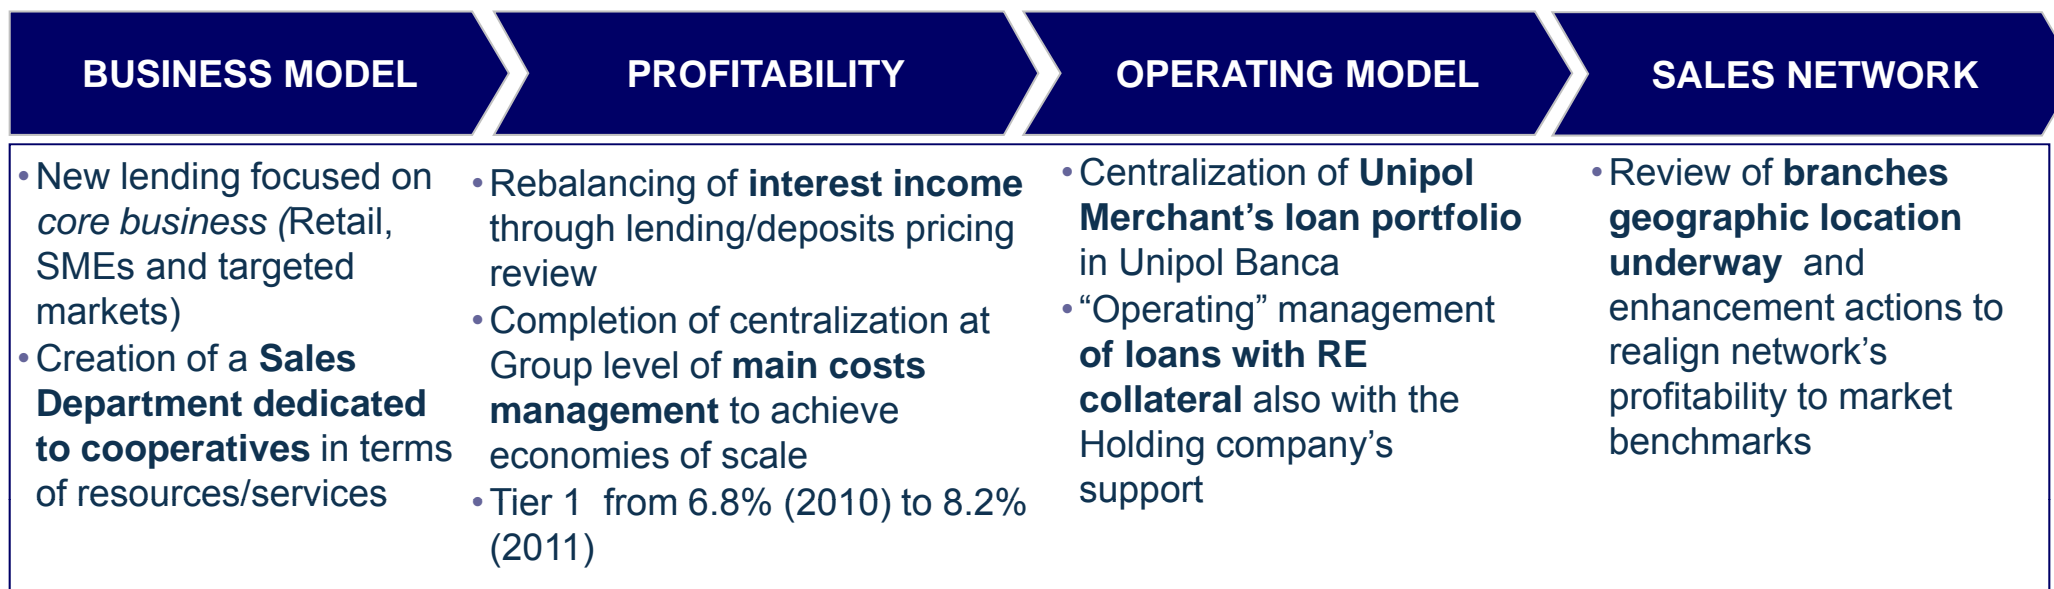 BUSINESS MODEL
PROFITABILITY
OPERATING MODEL
SALES NETWORK
•New lending focused on
core business (Retail,
SMEs and targeted
markets)
•Creation of a Sales
Department dedicated
to cooperatives in terms
of resources/services
•Rebalancing of interest income
through lending/deposits pricing
review
•Completion of centralization at
Group level of main costs
management to achieve
economies of scale
•Tier 1 from 6.8% (2010) to 8.2%
(2011)
•Centralization of Unipol
Merchant’s loan portfolio
in Unipol Banca
•“Operating” management
of loans with RE
collateral also with the
Holding company’s
support
•Review of branches
geographic location
underway and
enhancement actions to
realign network’s
profitability to market
benchmarks